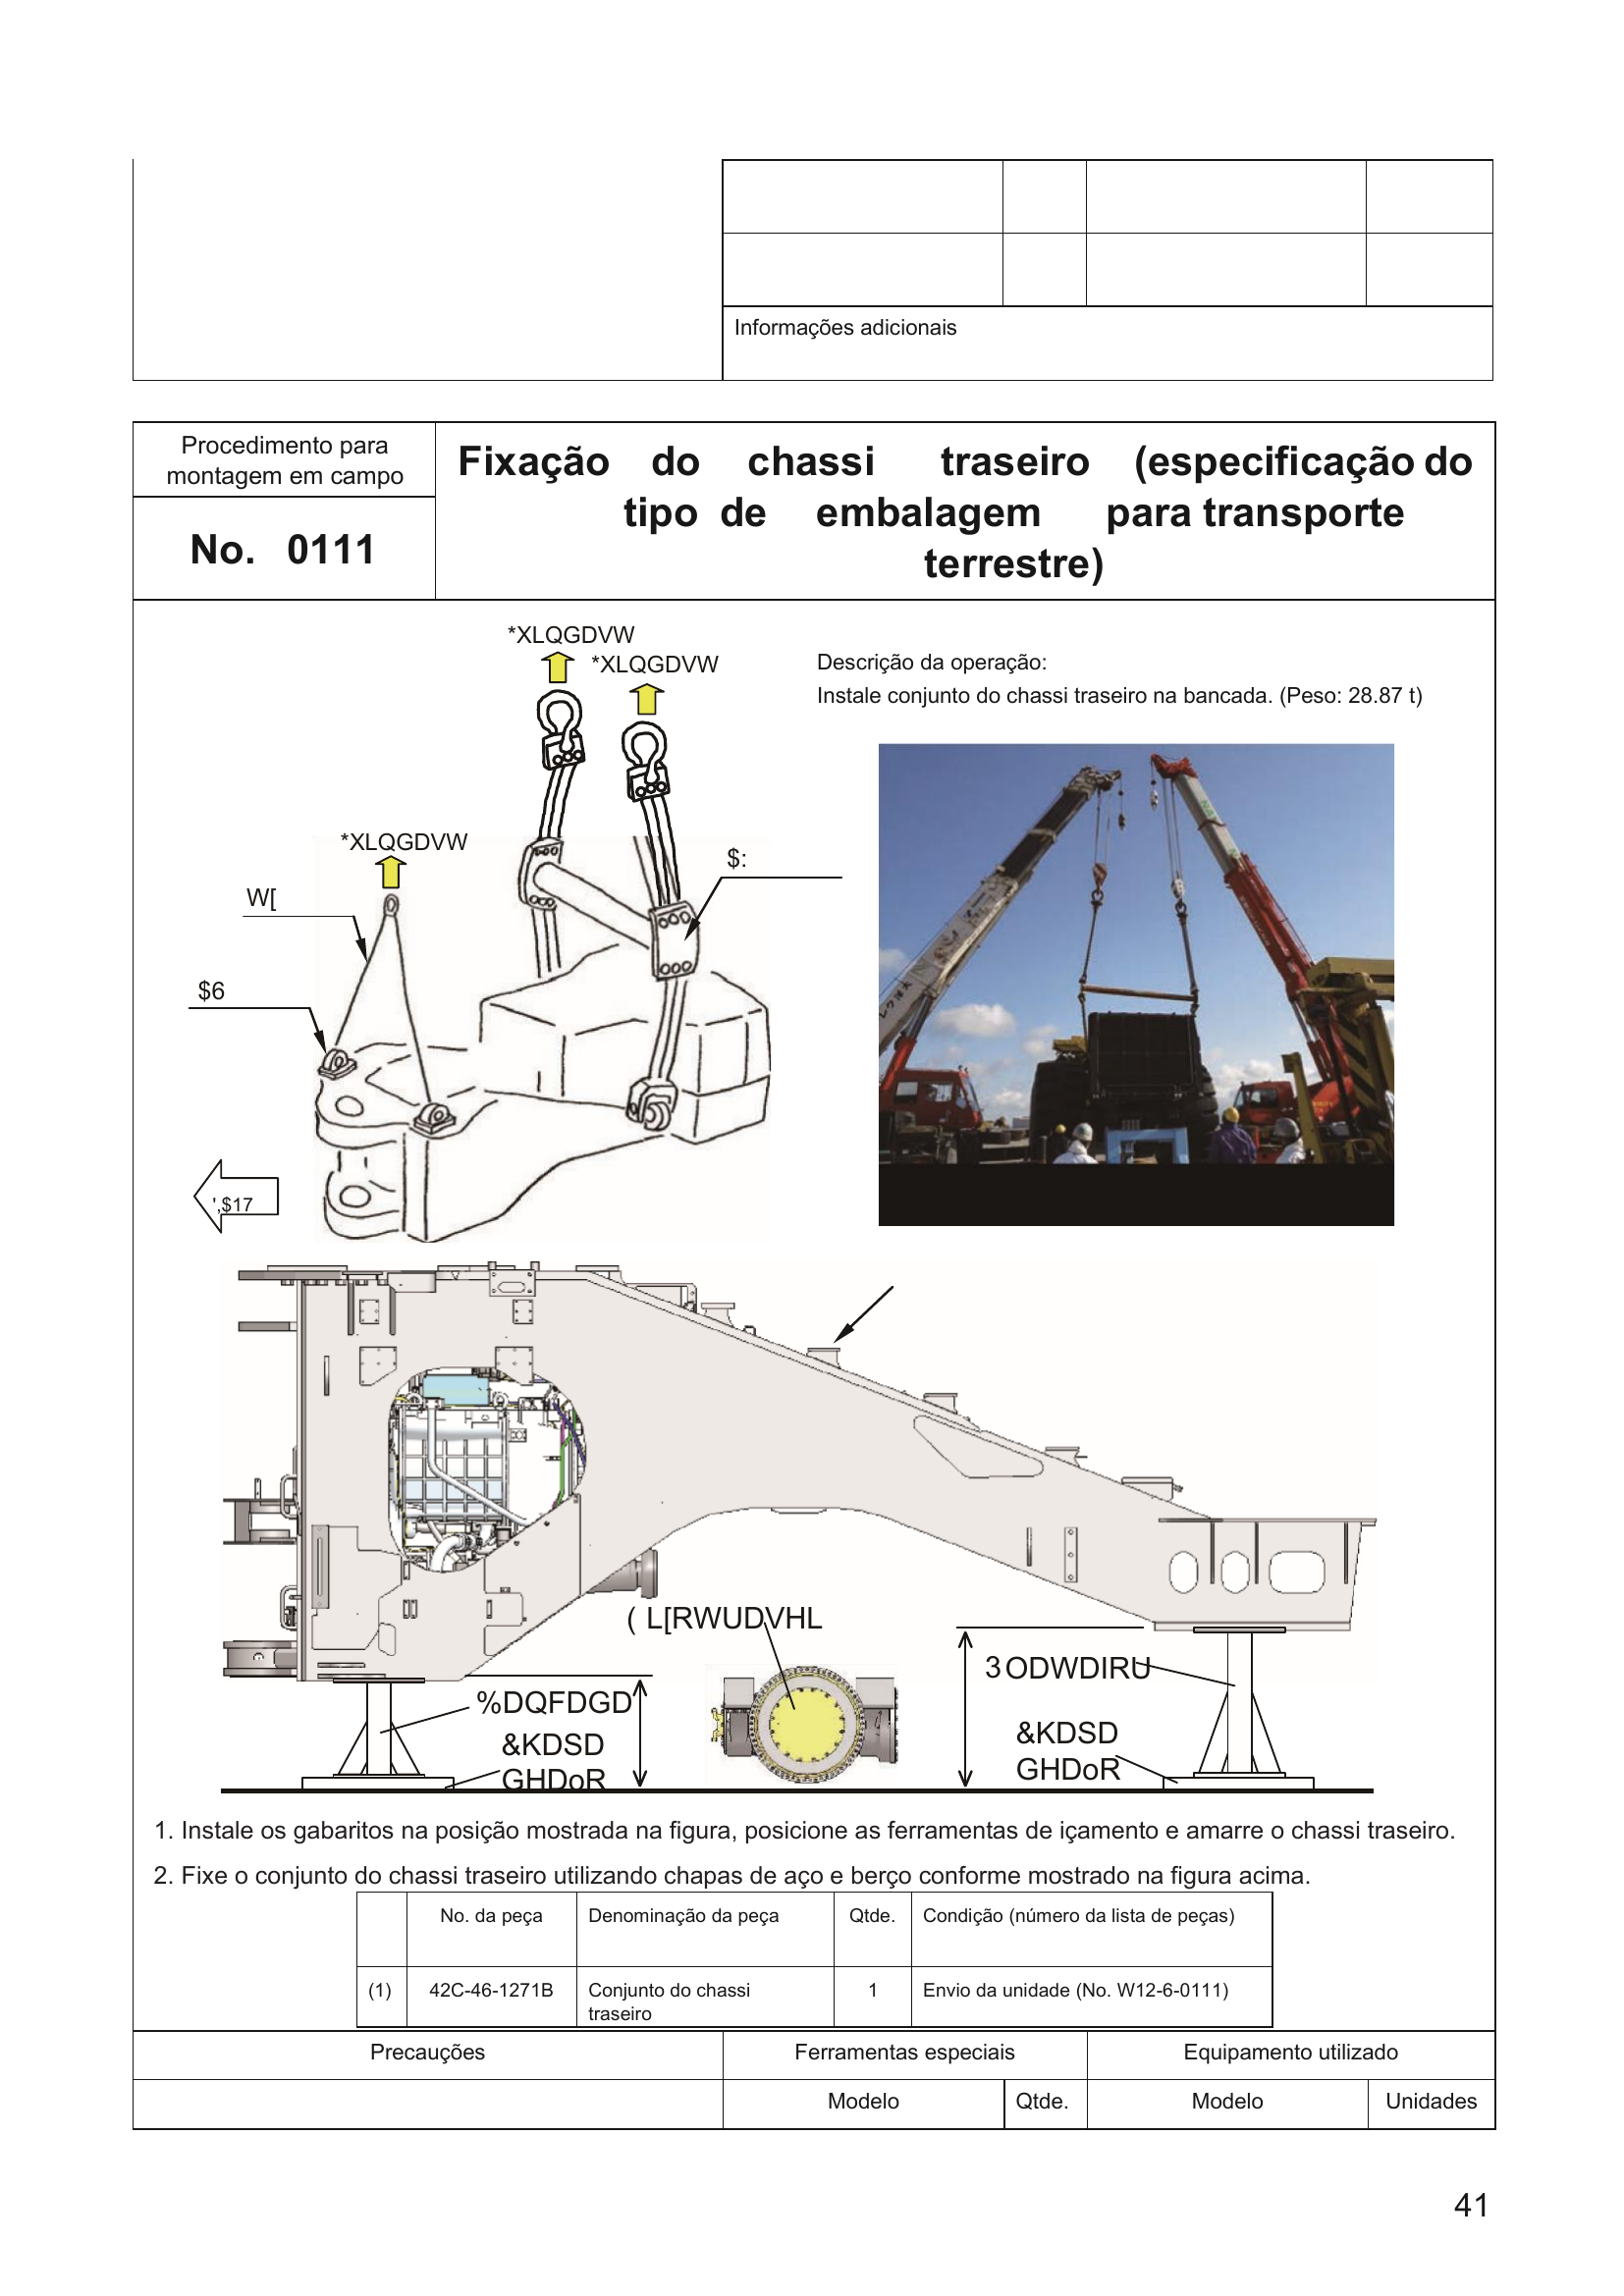 Informações adicionais
Procedimento para
montagem em campo
No. 0111
Fixação do chassi traseiro (especificação do
tipo de embalagem para transporte
terrestre)
*XLQGDVW
*XLQGDVW
Descrição da operação:
Instale conjunto do chassi traseiro na bancada. (Peso: 28.87 t)
*XLQGDVW
$:
W[
$6
',$17
( L[RWUDVHL
3 ODWDIRU
%DQFDGD
&KDSD
GHDoR
&KDSD
GHDoR
1. Instale os gabaritos na posição mostrada na figura, posicione as ferramentas de içamento e amarre o chassi traseiro.
2. Fixe o conjunto do chassi traseiro utilizando chapas de aço e berço conforme mostrado na figura acima.
No. da peça Denominação da peça Qtde. Condição (número da lista de peças)
(1) 42C-46-1271B Conjunto do chassi 1 Envio da unidade (No. W12-6-0111)
traseiro
Precauções Ferramentas especiais Equipamento utilizado
Modelo Qtde. Modelo Unidades
41